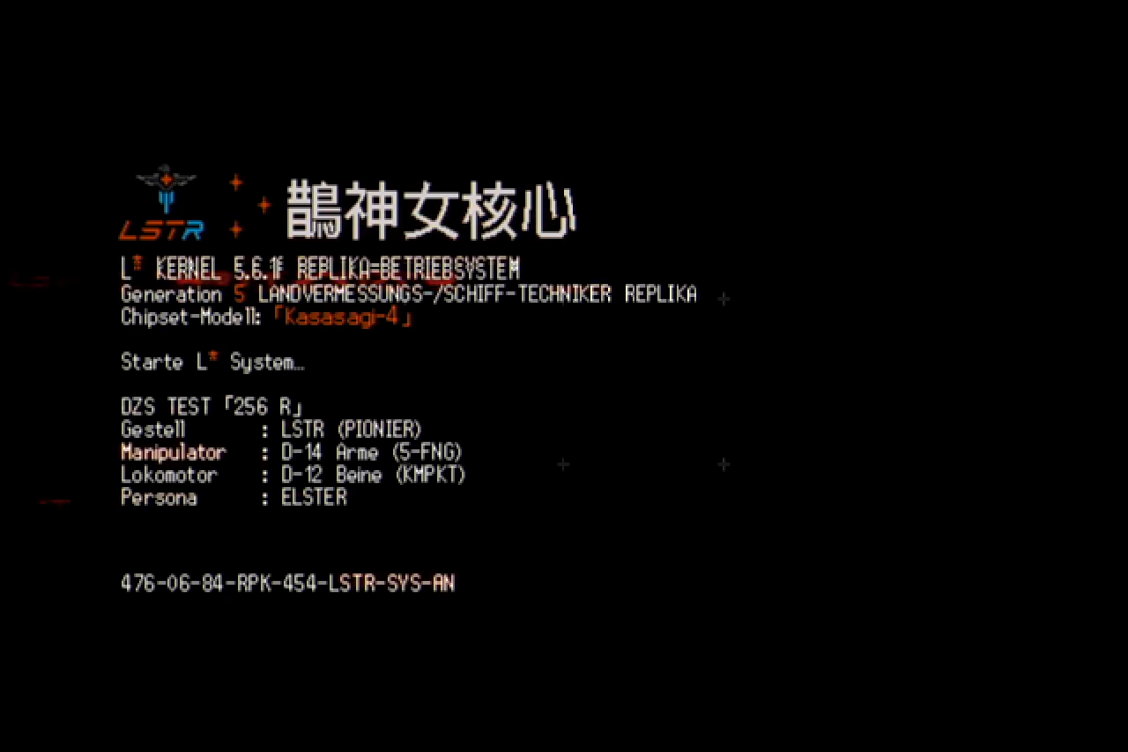 LSTR
鵲神女核心
L* KERNEL 5.6.1f REPLIKA=BETRIEBSYSTEM
Generation 5 LANDVERMESSUNGS-/SCHIFF-TECHNIKER REPLIKA
Chipset-Modell:「Kasasagi-4」
Starte L* System…
DZS TEST「256 R」
Gestell : LSTR (PIONIER)
Manipulator : D-14 Arme (5-FNG)
Lokomotor : D-12 Beine (KMPKT)
Persona : ELSTER
476-06-84-RPK-454-LSTR-SYS-AN